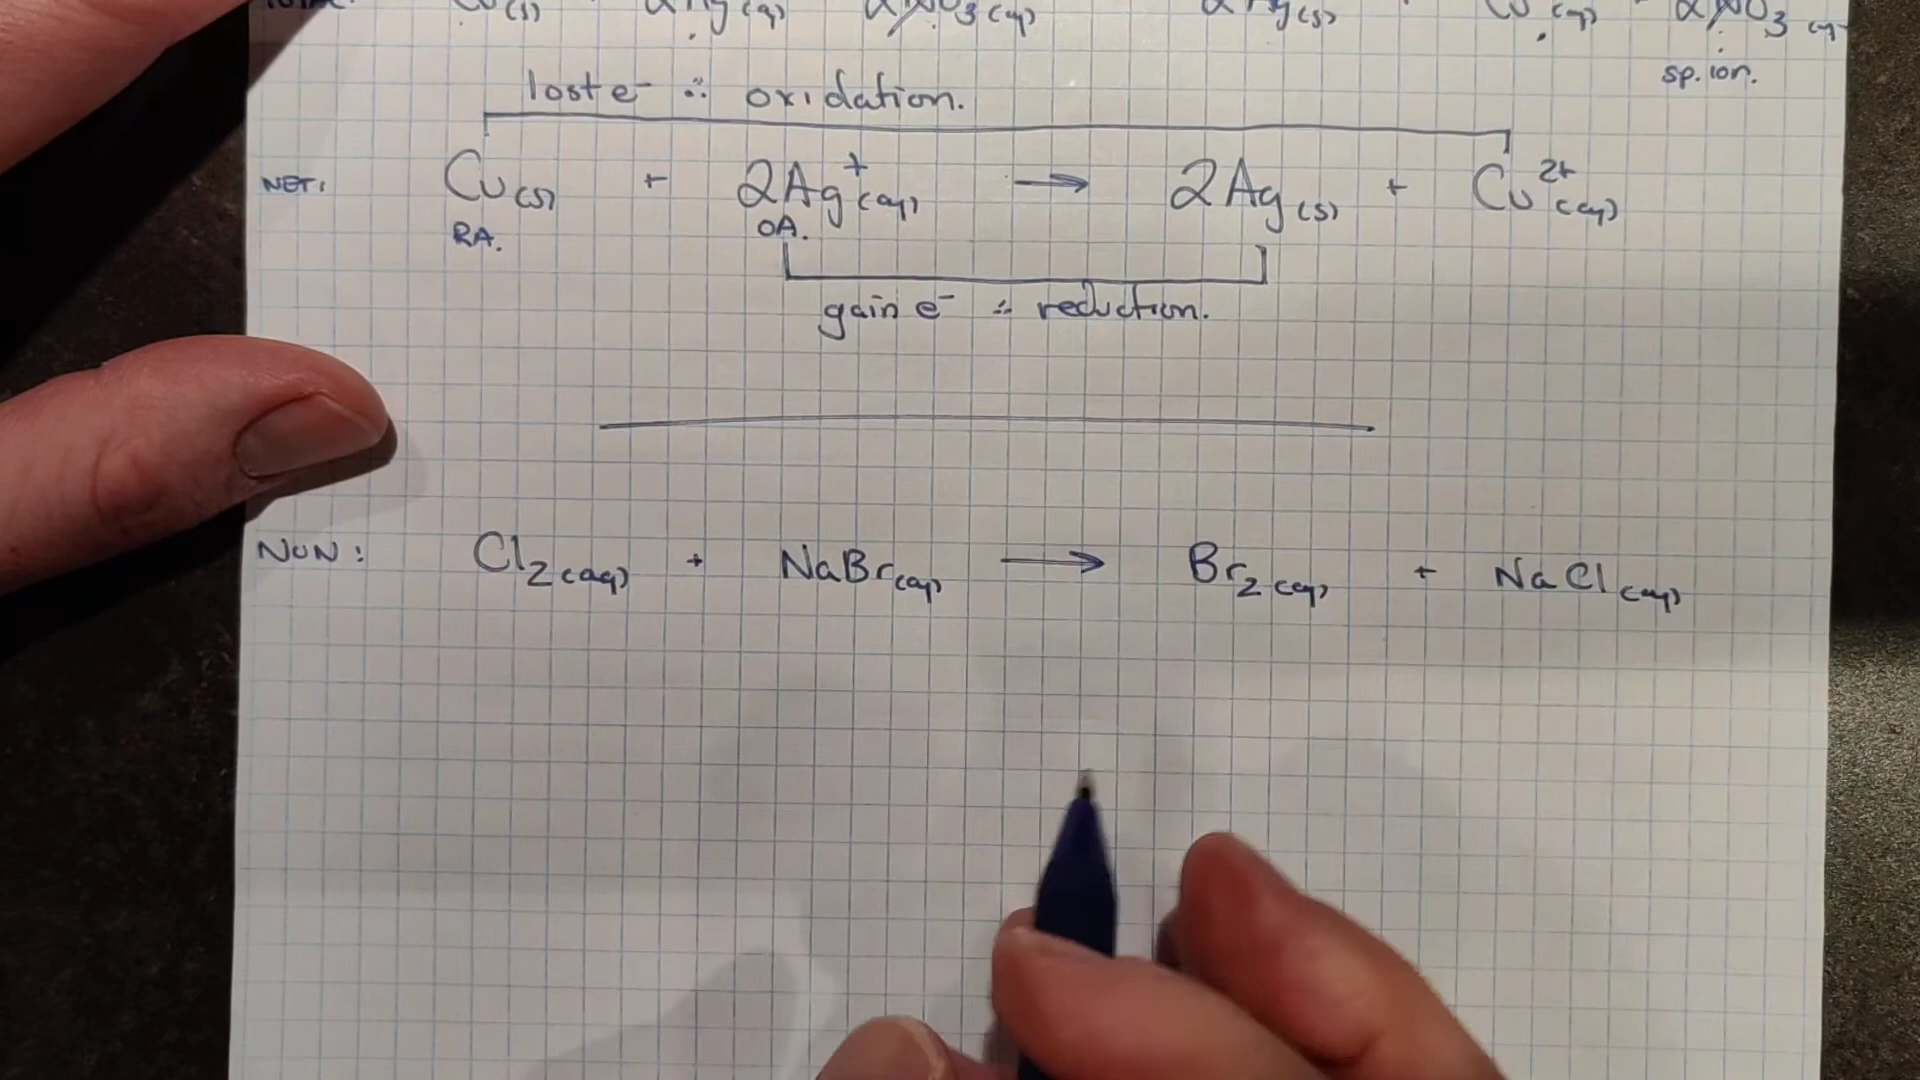 sp. ion.
lost e⁻ ∴ oxidation.
NET: Cu(s) + 2Ag⁺(aq) → 2Ag(s) + Cu²⁺(aq)
RA. OA.
gain e⁻ ∴ reduction.
NON: Cl₂(aq) + NaBr(aq) → Br₂(aq) + NaCl(aq)